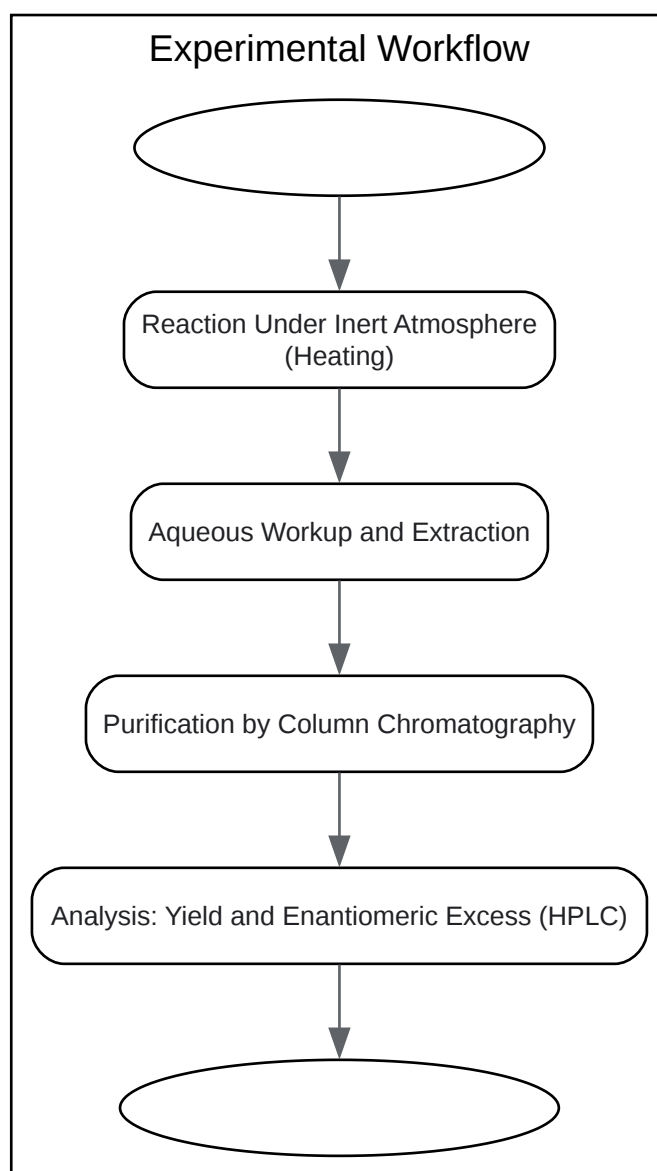 Experimental Workflow
Reaction Under Inert Atmosphere
(Heating)
Aqueous Workup and Extraction
Purification by Column Chromatography
Analysis: Yield and Enantiomeric Excess (HPLC)